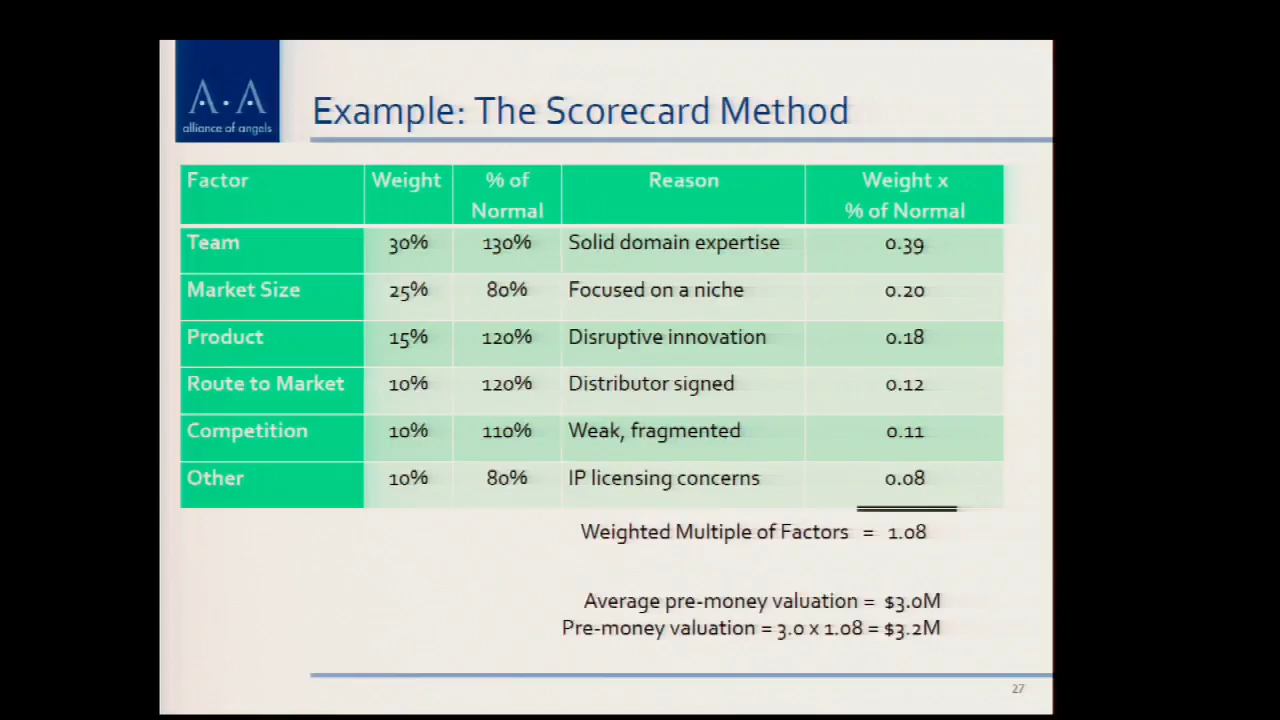 A.A
alliance of angels
Example: The Scorecard Method
Factor Weight % of Normal Reason Weight x % of Normal
Team 30% 130% Solid domain expertise 0.39
Market Size 25% 80% Focused on a niche 0.20
Product 15% 120% Disruptive innovation 0.18
Route to Market 10% 120% Distributor signed 0.12
Competition 10% 110% Weak, fragmented 0.11
Other 10% 80% IP licensing concerns 0.08
Weighted Multiple of Factors = 1.08
Average pre-money valuation = $3.0M
Pre-money valuation = 3.0 x 1.08 = $3.2M
27